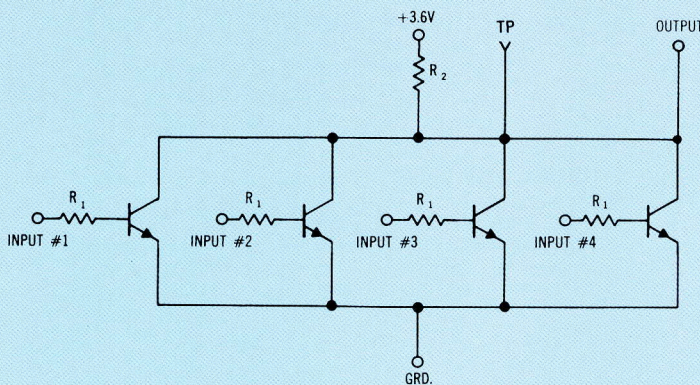 +3.6V
TP
OUTPUT
R2
R1
R1
R1
R1
INPUT #1
INPUT #2
INPUT #3
INPUT #4
GRD.